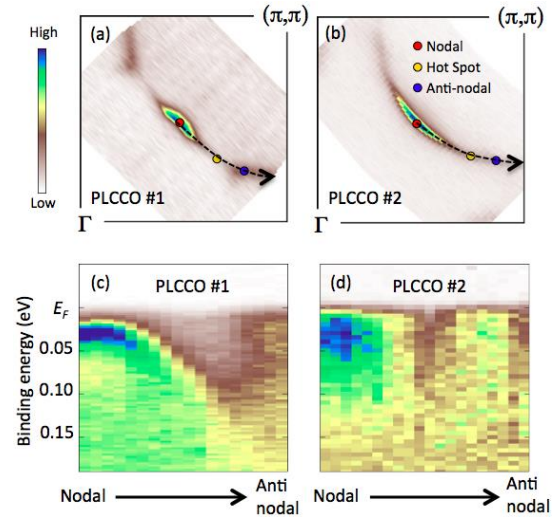 High
Low
(a)
(π,π)
PLCCO #1
Γ
(b)
(π,π)
Nodal
Hot Spot
Anti-nodal
PLCCO #2
Γ
Binding energy (eV)
(c)
PLCCO #1
E_F
0.05
0.10
0.15
Nodal
Anti
nodal
(d)
PLCCO #2
Nodal
Anti
nodal